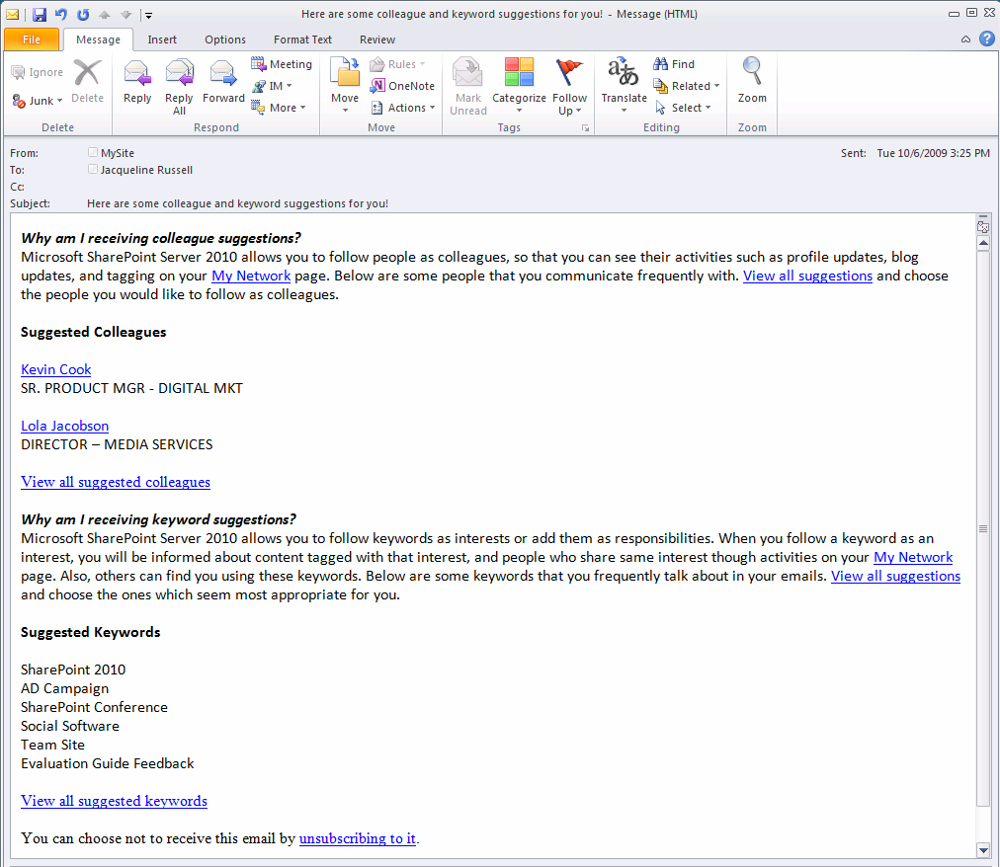 Here are some colleague and keyword suggestions for you! - Message (HTML)
File Message Insert Options Format Text Review
Ignore
Junk
Delete
Delete
Reply
Reply All
Forward
Meeting
IM
More
Respond
Move
Rules
OneNote
Actions
Move
Mark Unread
Categorize
Follow Up
Tags
Translate
Find
Related
Select
Editing
Zoom
Zoom
From: MySite Sent: Tue 10/6/2009 3:25 PM
To: Jacqueline Russell
Cc:
Subject: Here are some colleague and keyword suggestions for you!
Why am I receiving colleague suggestions?
Microsoft SharePoint Server 2010 allows you to follow people as colleagues, so that you can see their activities such as profile updates, blog
updates, and tagging on your My Network page. Below are some people that you communicate frequently with. View all suggestions and choose
the people you would like to follow as colleagues.
Suggested Colleagues
Kevin Cook
SR. PRODUCT MGR - DIGITAL MKT
Lola Jacobson
DIRECTOR – MEDIA SERVICES
View all suggested colleagues
Why am I receiving keyword suggestions?
Microsoft SharePoint Server 2010 allows you to follow keywords as interests or add them as responsibilities. When you follow a keyword as an
interest, you will be informed about content tagged with that interest, and people who share same interest though activities on your My Network
page. Also, others can find you using these keywords. Below are some keywords that you frequently talk about in your emails. View all suggestions
and choose the ones which seem most appropriate for you.
Suggested Keywords
SharePoint 2010
AD Campaign
SharePoint Conference
Social Software
Team Site
Evaluation Guide Feedback
View all suggested keywords
You can choose not to receive this email by unsubscribing to it.